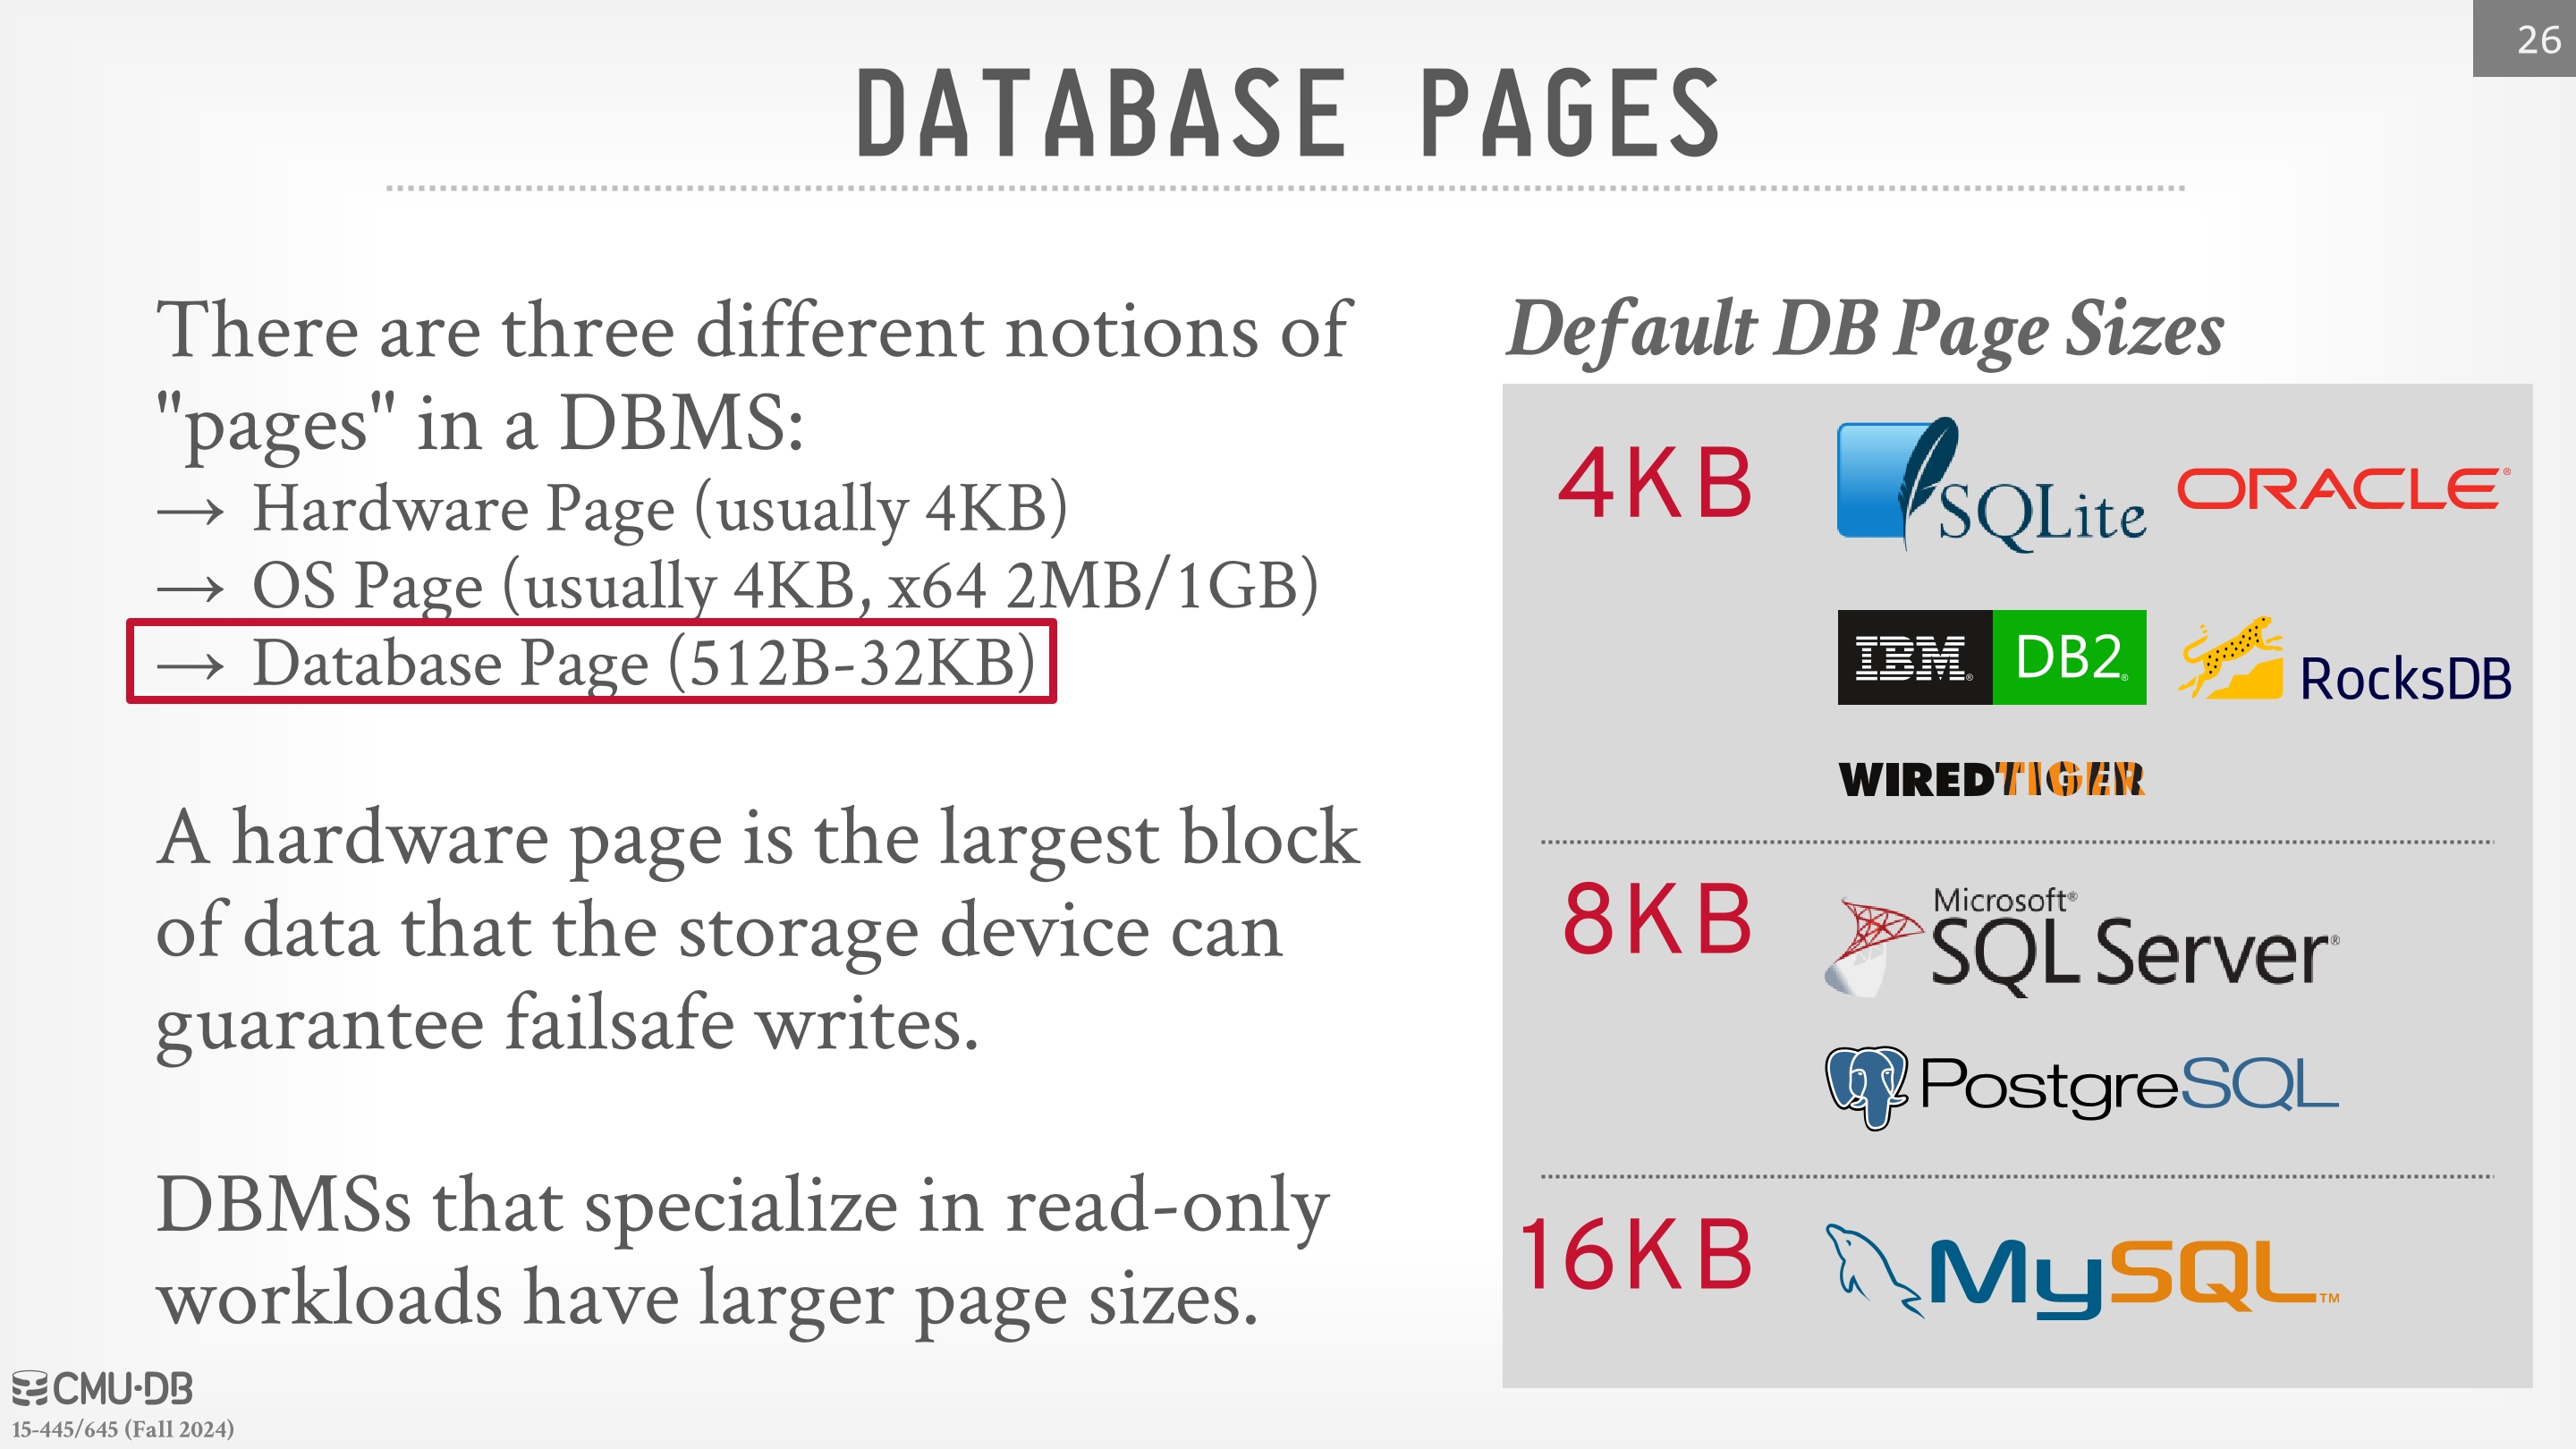 26
DATABASE PAGES
There are three different notions of
"pages" in a DBMS:
→ Hardware Page (usually 4KB)
→ OS Page (usually 4KB, x64 2MB/1GB)
→ Database Page (512B-32KB)
A hardware page is the largest block
of data that the storage device can
guarantee failsafe writes.
DBMSs that specialize in read-only
workloads have larger page sizes.
Default DB Page Sizes
4KB
SQLite
ORACLE®
IBM® DB2®
RocksDB
WIREDTIGER
8KB
Microsoft®
SQL Server®
PostgreSQL
16KB
MySQL™
CMU·DB
15-445/645 (Fall 2024)